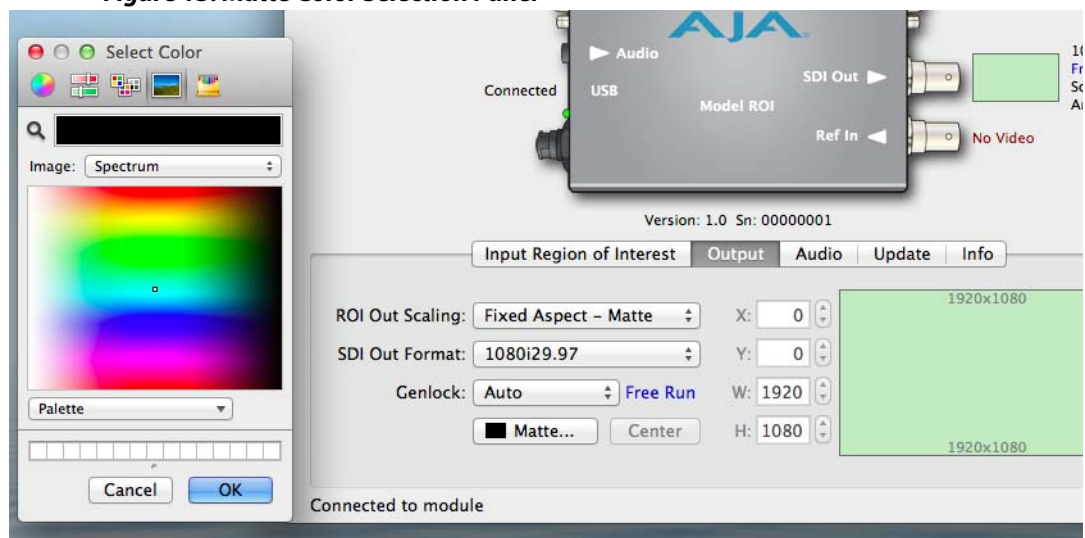 Select Color
Image: Spectrum
Palette
Cancel OK
AJA
Audio
Connected
USB
SDI Out
Model ROI
Ref In
No Video
Version: 1.0 Sn: 00000001
Input Region of Interest Output Audio Update Info
ROI Out Scaling: Fixed Aspect – Matte X: 0
SDI Out Format: 1080i29.97 Y: 0
Genlock: Auto Free Run W: 1920
Matte... Center H: 1080
1920x1080
1920x1080
Connected to module